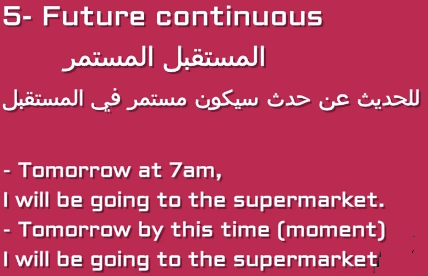 5- Future continuous
المستقبل المستمر
للحديث عن حدث سيكون مستمر في المستقبل
- Tomorrow at 7am,
I will be going to the supermarket.
- Tomorrow by this time (moment)
I will be going to the supermarket